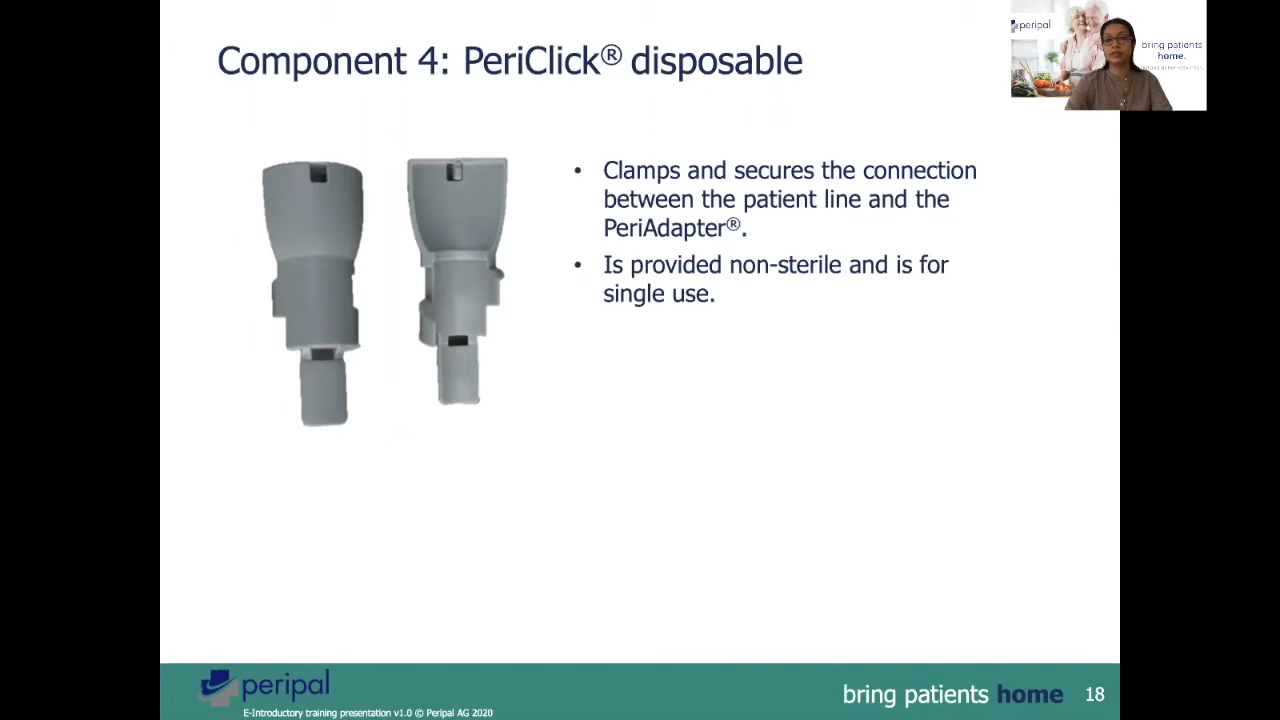 Component 4: PeriClick® disposable
peripal
bring patients
home.
• Clamps and secures the connection
between the patient line and the
PeriAdapter®.
• Is provided non-sterile and is for
single use.
peripal
E-Introductory training presentation v1.0 © Peripal AG 2020
bring patients home
18